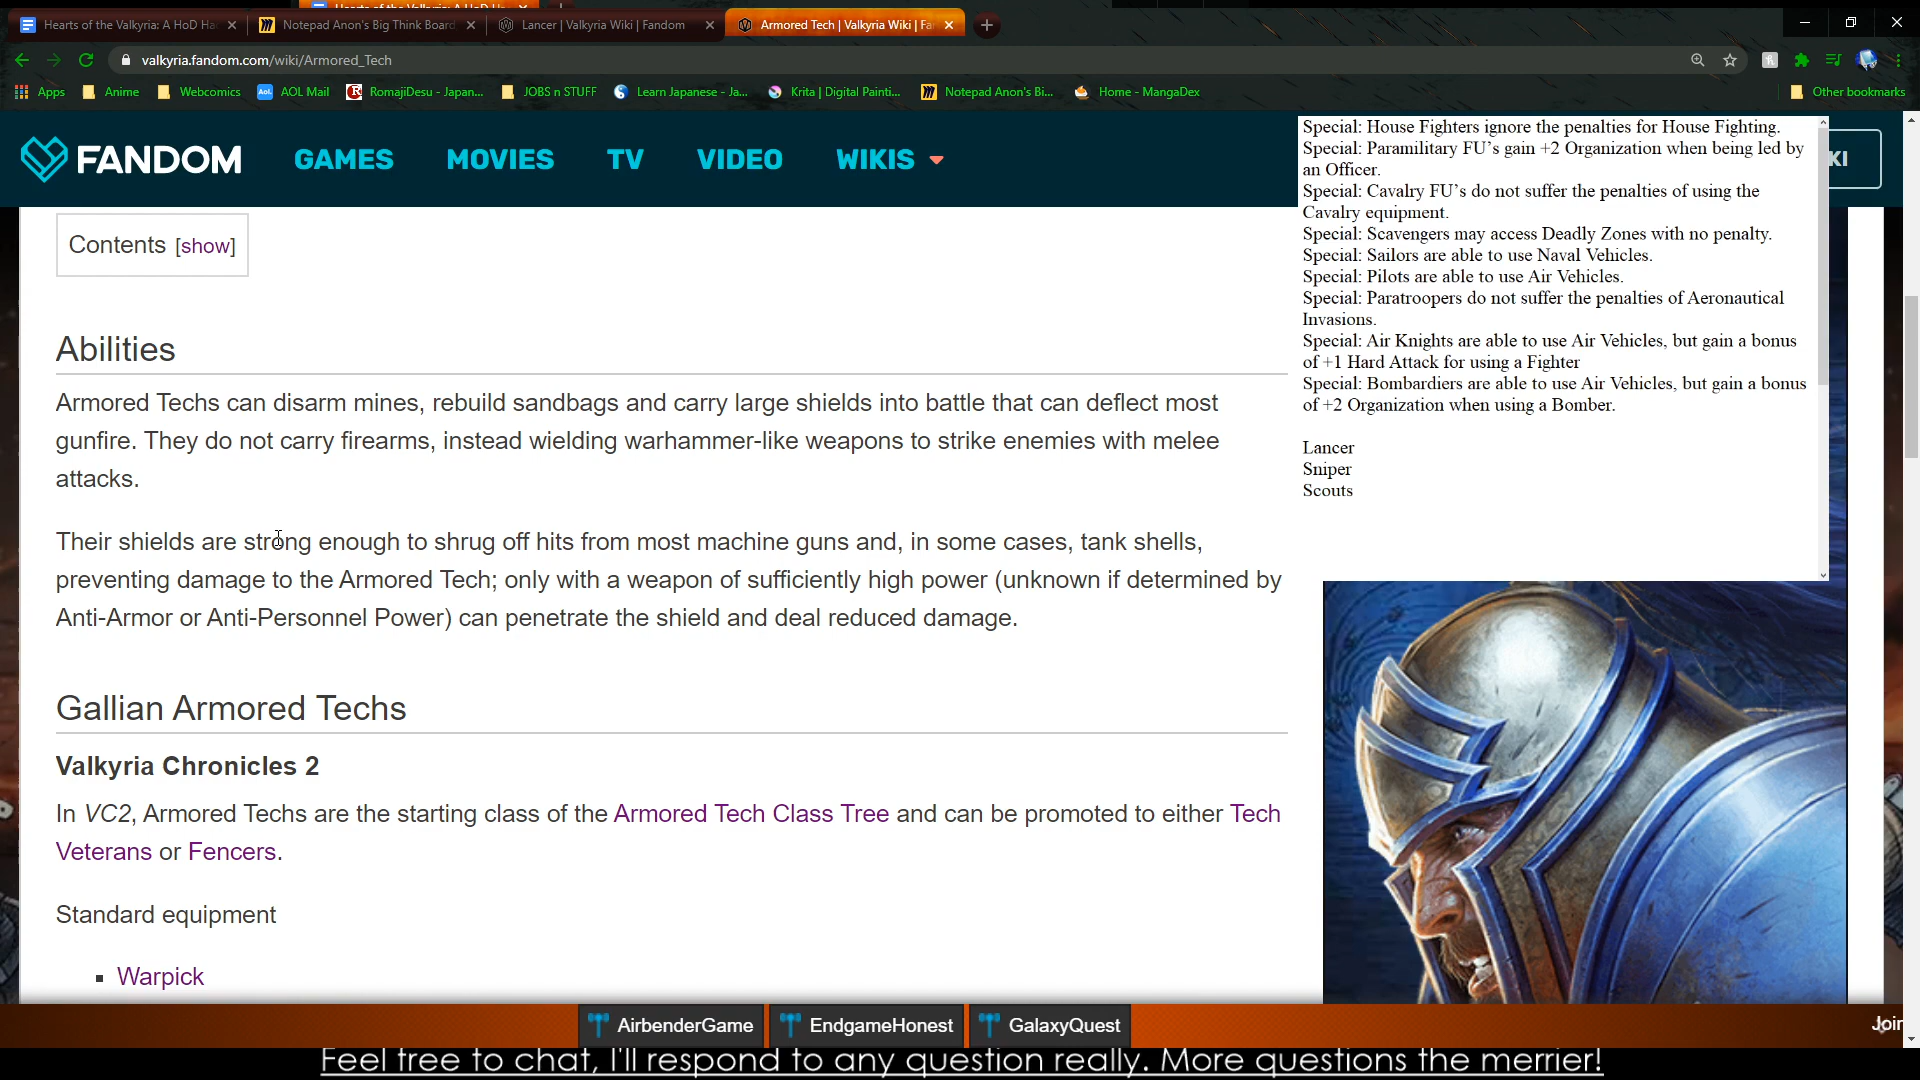 Hearts of the Valkyria: A HoD Ha
Notepad Anon's Big Think Board
Lancer | Valkyria Wiki | Fandom
Armored Tech | Valkyria Wiki | Fa
valkyria.fandom.com/wiki/Armored_Tech
Apps
Anime
Webcomics
AOL Mail
RomajiDesu - Japan...
JOBS n STUFF
Learn Japanese - Ja...
Krita | Digital Painti...
Notepad Anon's Bi...
Home - MangaDex
Other bookmarks
FANDOM
GAMES
MOVIES
TV
VIDEO
WIKIS
KI
Special: House Fighters ignore the penalties for House Fighting.
Special: Paramilitary FU's gain +2 Organization when being led by
an Officer.
Special: Cavalry FU's do not suffer the penalties of using the
Cavalry equipment.
Special: Scavengers may access Deadly Zones with no penalty.
Special: Sailors are able to use Naval Vehicles.
Special: Pilots are able to use Air Vehicles.
Special: Paratroopers do not suffer the penalties of Aeronautical
Invasions.
Special: Air Knights are able to use Air Vehicles, but gain a bonus
of +1 Hard Attack for using a Fighter
Special: Bombardiers are able to use Air Vehicles, but gain a bonus
of +2 Organization when using a Bomber.
Lancer
Sniper
Scouts
Contents [show]
Abilities
Armored Techs can disarm mines, rebuild sandbags and carry large shields into battle that can deflect most
gunfire. They do not carry firearms, instead wielding warhammer-like weapons to strike enemies with melee
attacks.
Their shields are strong enough to shrug off hits from most machine guns and, in some cases, tank shells,
preventing damage to the Armored Tech; only with a weapon of sufficiently high power (unknown if determined by
Anti-Armor or Anti-Personnel Power) can penetrate the shield and deal reduced damage.
Gallian Armored Techs
Valkyria Chronicles 2
In VC2, Armored Techs are the starting class of the Armored Tech Class Tree and can be promoted to either Tech
Veterans or Fencers.
Standard equipment
Warpick
AirbenderGame
EndgameHonest
GalaxyQuest
Join
Feel free to chat, I'll respond to any question really. More questions the merrier!